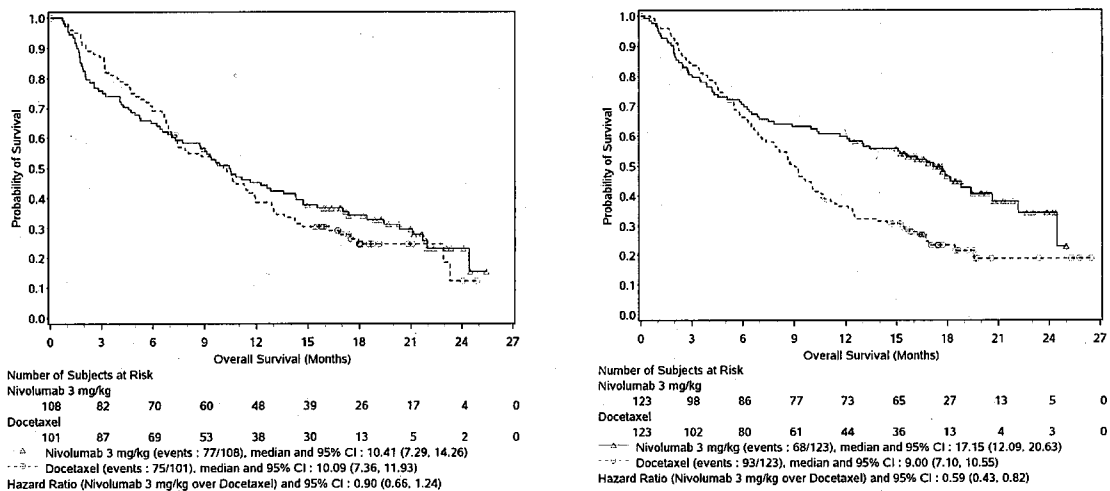 1.0
0.9
0.8
0.7
0.6
0.5
0.4
0.3
0.2
0.1
0.0
Probability of Survival
0 3 6 9 12 15 18 21 24 27
Overall Survival (Months)
Number of Subjects at Risk
Nivolumab 3 mg/kg
108 82 70 60 48 39 26 17 4 0
Docetaxel
101 87 69 53 38 30 13 5 2 0
Nivolumab 3 mg/kg (events : 77/108), median and 95% CI : 10.41 (7.29, 14.26)
Docetaxel (events : 75/101), median and 95% CI : 10.09 (7.36, 11.93)
Hazard Ratio (Nivolumab 3 mg/kg over Docetaxel) and 95% CI : 0.90 (0.66, 1.24)
1.0
0.9
0.8
0.7
0.6
0.5
0.4
0.3
0.2
0.1
0.0
Probability of Survival
0 3 6 9 12 15 18 21 24 27
Overall Survival (Months)
Number of Subjects at Risk
Nivolumab 3 mg/kg
123 98 86 77 73 65 27 13 5 0
Docetaxel
123 102 80 61 44 36 13 4 3 0
Nivolumab 3 mg/kg (events : 68/123), median and 95% CI : 17.15 (12.09, 20.63)
Docetaxel (events : 93/123), median and 95% CI : 9.00 (7.10, 10.55)
Hazard Ratio (Nivolumab 3 mg/kg over Docetaxel) and 95% CI : 0.59 (0.43, 0.82)